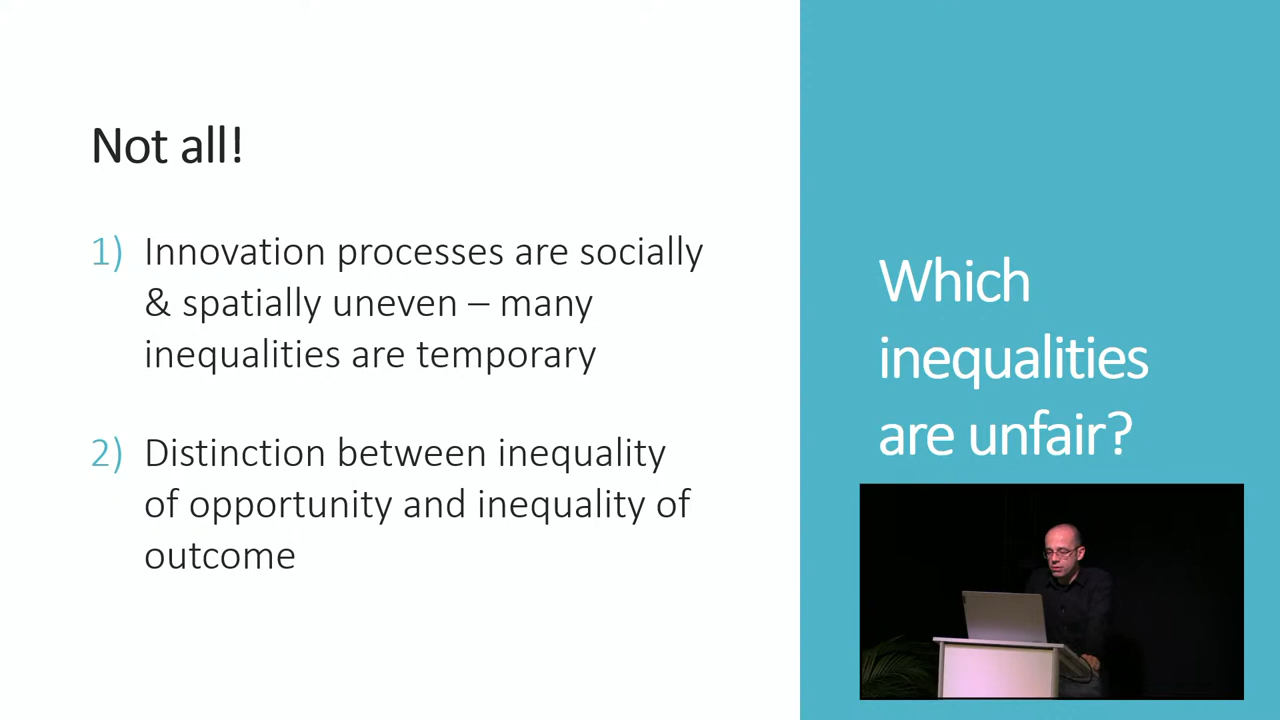 Not all!
1) Innovation processes are socially
& spatially uneven – many
inequalities are temporary
2) Distinction between inequality
of opportunity and inequality of
outcome
Which
inequalities
are unfair?